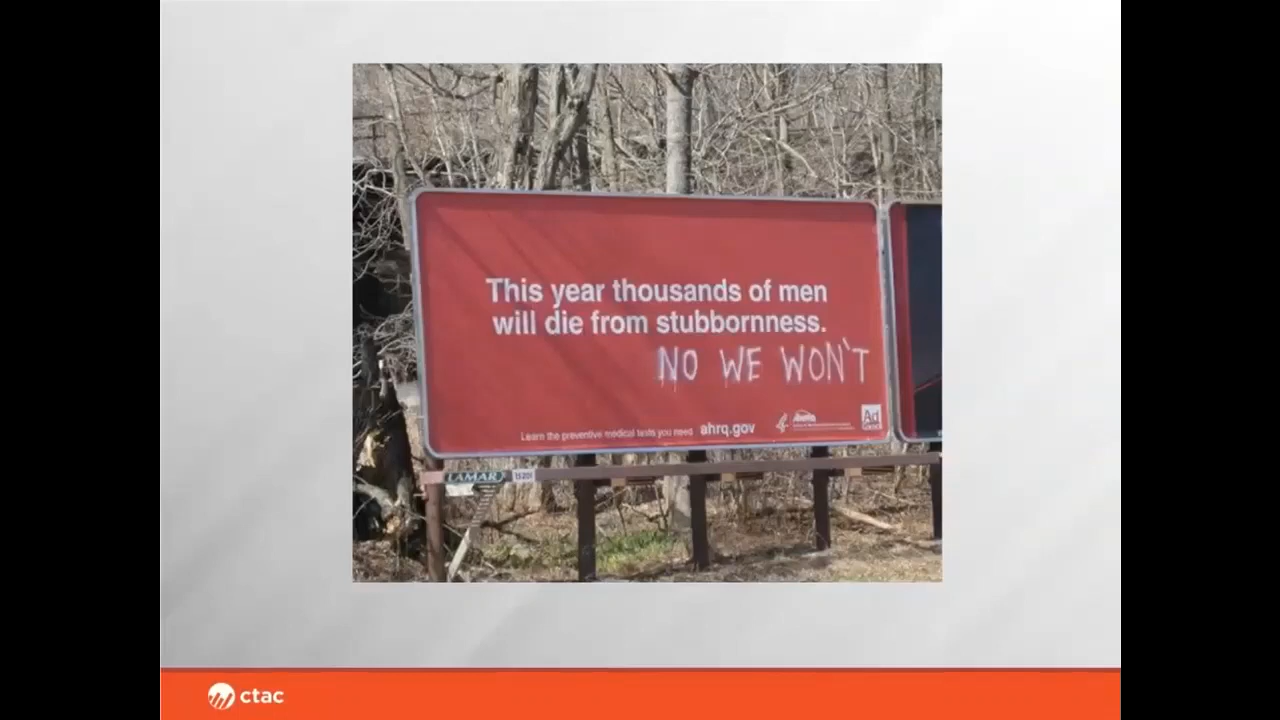 This year thousands of men
will die from stubbornness.
NO WE WON'T
Learn the preventive medical tests you need ahrq.gov
Ad
LAMAR
ctac